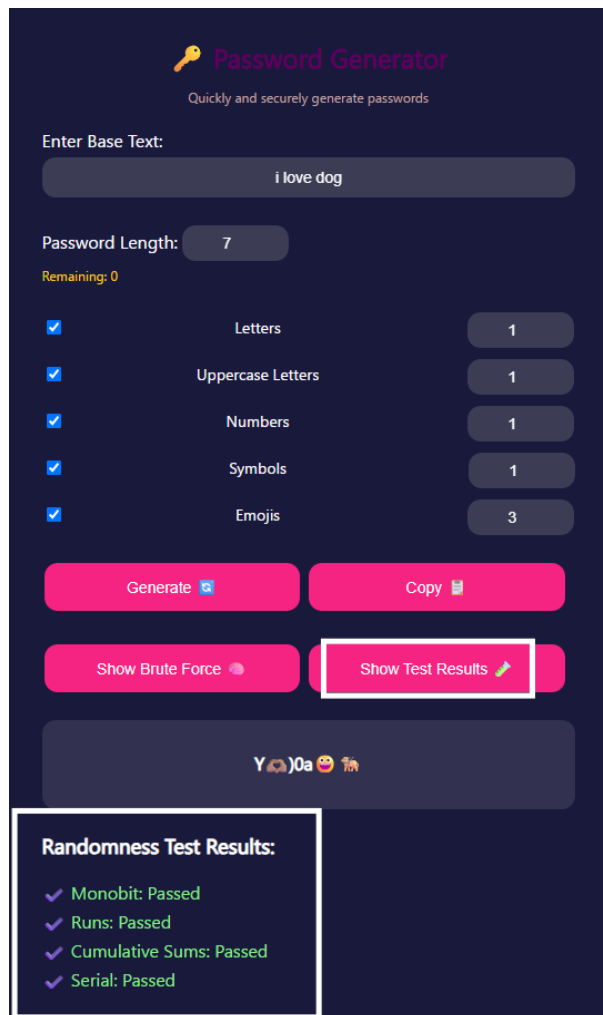 🔑 Password Generator
Quickly and securely generate passwords
Enter Base Text:
i love dog
Password Length: 7
Remaining: 0
Letters 1
Uppercase Letters 1
Numbers 1
Symbols 1
Emojis 3
Generate 🔄
Copy 📋
Show Brute Force 🧠
Show Test Results 🧪
Y🫶🏽)0a😀🐕‍🦺
Randomness Test Results:
✔ Monobit: Passed
✔ Runs: Passed
✔ Cumulative Sums: Passed
✔ Serial: Passed